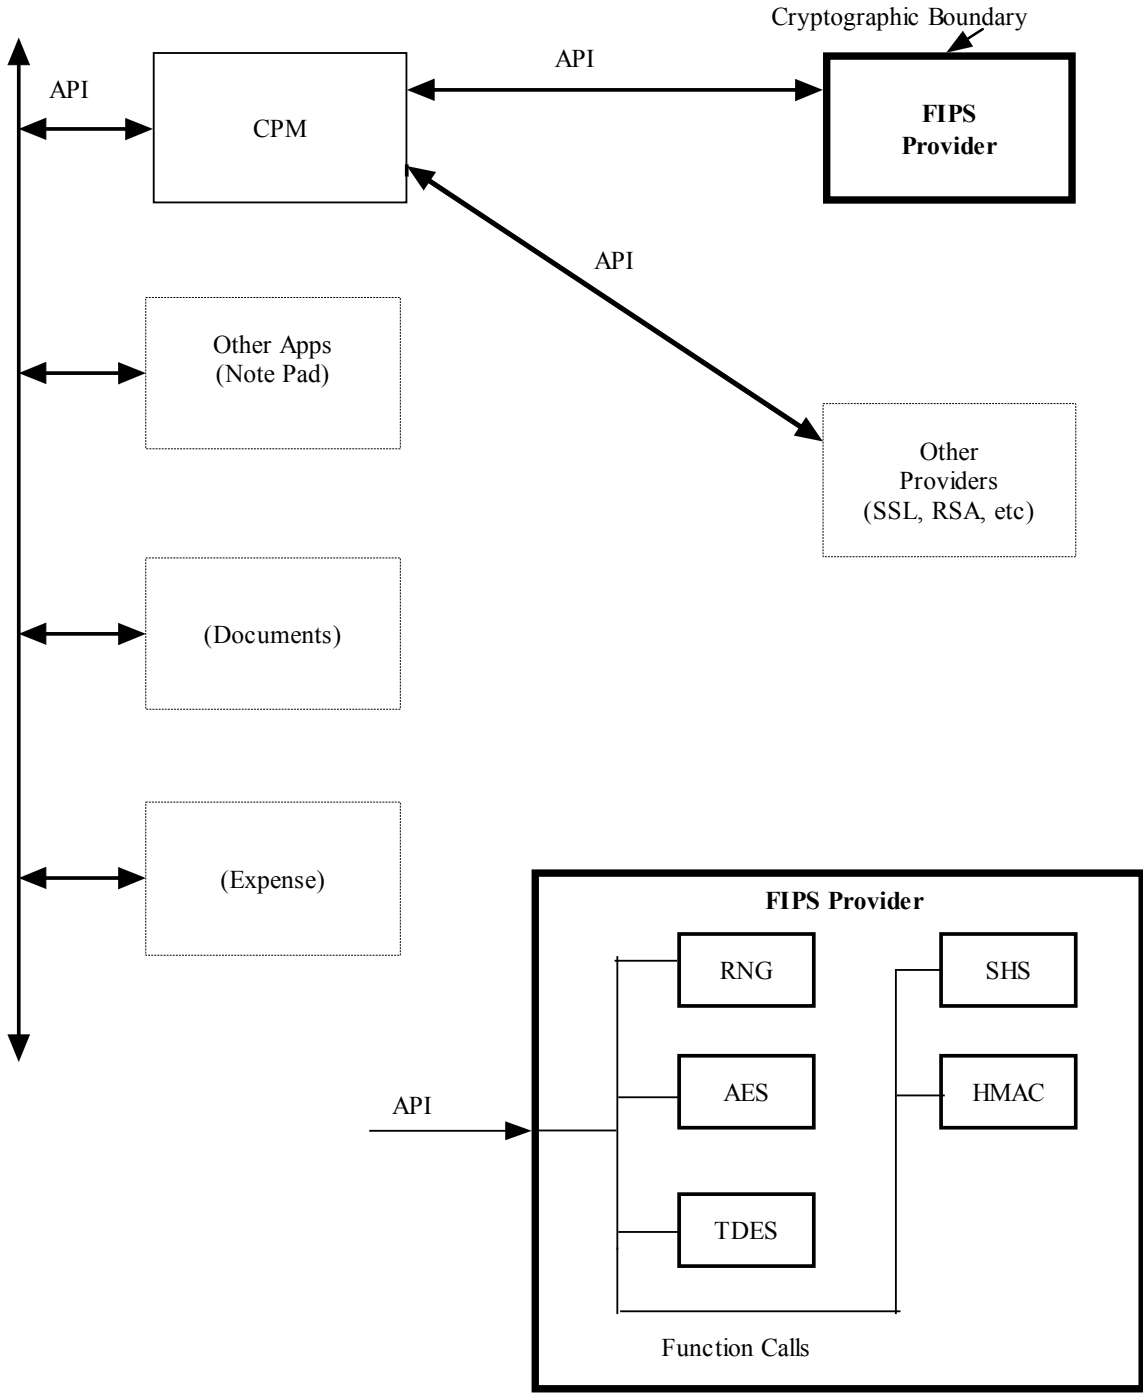 Cryptographic Boundary
API
API
CPM
FIPS
Provider
API
Other Apps
(Note Pad)
Other
Providers
(SSL, RSA, etc)
(Documents)
(Expense)
FIPS Provider
RNG
SHS
AES
HMAC
API
TDES
Function Calls